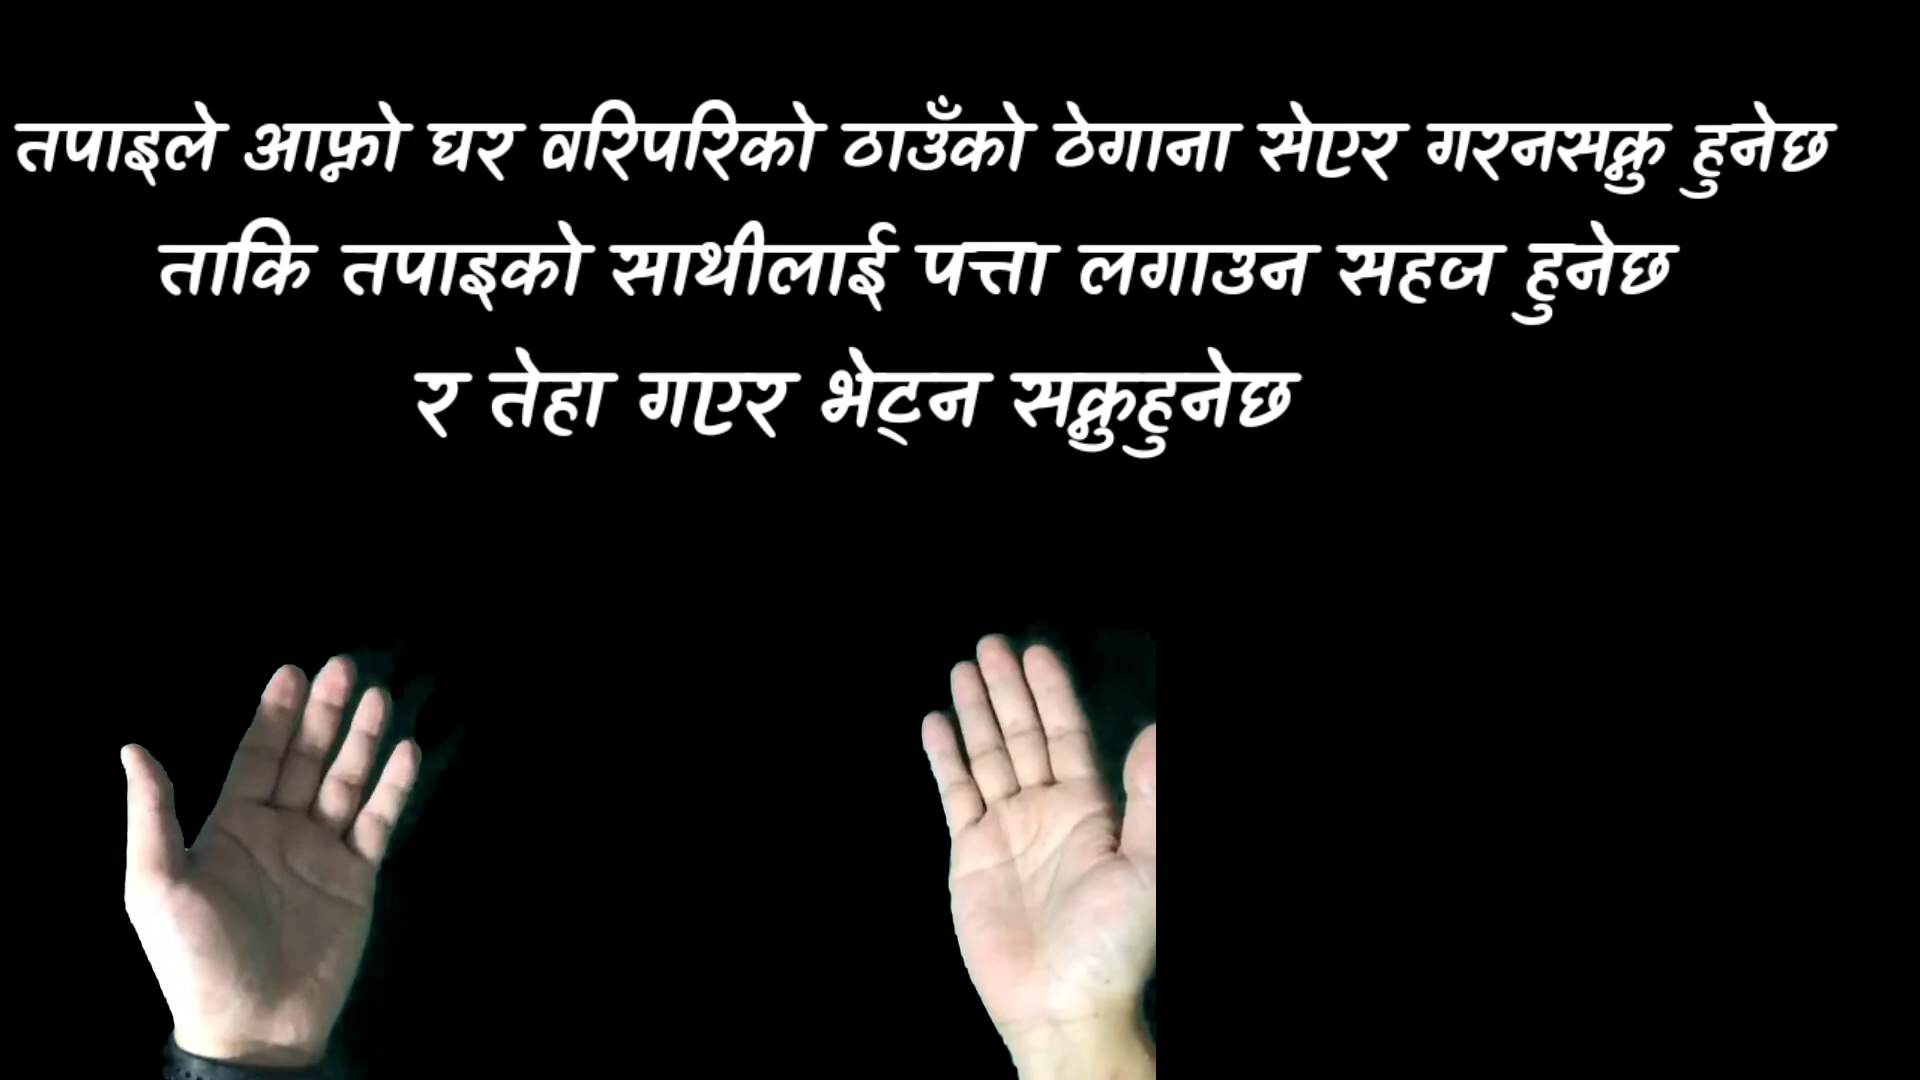 तपाइले आफ्नो घर वरिपरिको ठाउँको ठेगाना सेएर गरनसक्नु हुनेछ
ताकि तपाइको साथीलाई पत्ता लगाउन सहज हुनेछ
र तेहा गएर भेट्न सक्नुहुनेछ